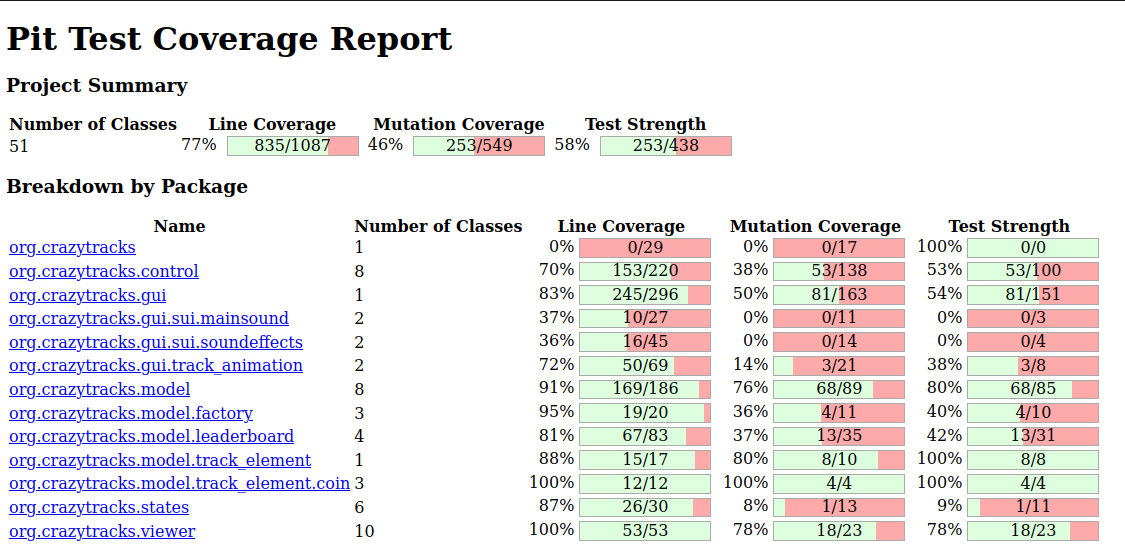 Pit Test Coverage Report
Project Summary
Number of Classes Line Coverage Mutation Coverage Test Strength
51 77% 835/1087 46% 253/549 58% 253/438
Breakdown by Package
Name Number of Classes Line Coverage Mutation Coverage Test Strength
org.crazytracks 1 0% 0/29 0% 0/17 100% 0/0
org.crazytracks.control 8 70% 153/220 38% 53/138 53% 53/100
org.crazytracks.gui 1 83% 245/296 50% 81/163 54% 81/151
org.crazytracks.gui.sui.mainsound 2 37% 10/27 0% 0/11 0% 0/3
org.crazytracks.gui.sui.soundeffects 2 36% 16/45 0% 0/14 0% 0/4
org.crazytracks.gui.track_animation 2 72% 50/69 14% 3/21 38% 3/8
org.crazytracks.model 8 91% 169/186 76% 68/89 80% 68/85
org.crazytracks.model.factory 3 95% 19/20 36% 4/11 40% 4/10
org.crazytracks.model.leaderboard 4 81% 67/83 37% 13/35 42% 13/31
org.crazytracks.model.track_element 1 88% 15/17 80% 8/10 100% 8/8
org.crazytracks.model.track_element.coin 3 100% 12/12 100% 4/4 100% 4/4
org.crazytracks.states 6 87% 26/30 8% 1/13 9% 1/11
org.crazytracks.viewer 10 100% 53/53 78% 18/23 78% 18/23